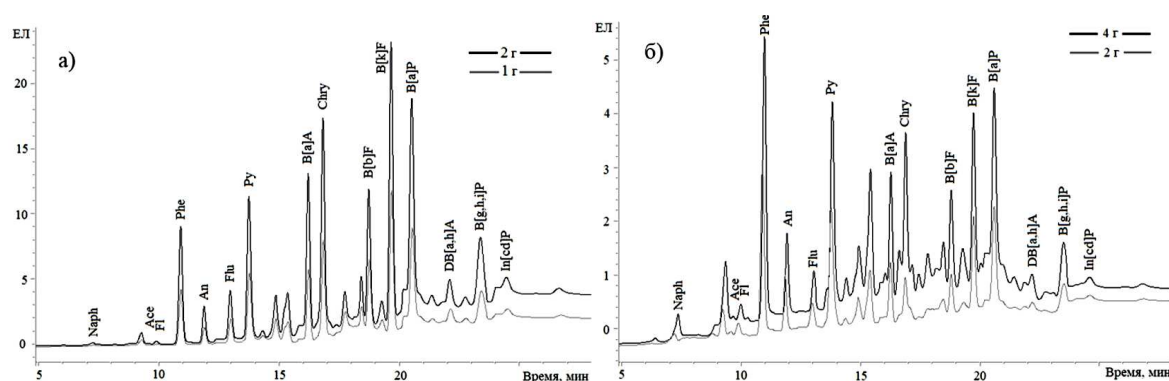 ЕЛ
а)
2 г
1 г
20
15
10
5
0
Naph
Ace
Fl
Phe
An
Flu
Py
B[a]A
Chry
B[b]F
B[k]F
B[a]P
DB[a,h]A
B[g,h,i]P
In[cd]P
5
10
15
20
Время, мин
ЕЛ
б)
4 г
2 г
5
4
3
2
1
0
Naph
Ace
Fl
Phe
An
Flu
Py
B[a]A
Chry
B[b]F
B[k]F
B[a]P
DB[a,h]A
B[g,h,i]P
In[cd]P
5
10
15
20
Время, мин